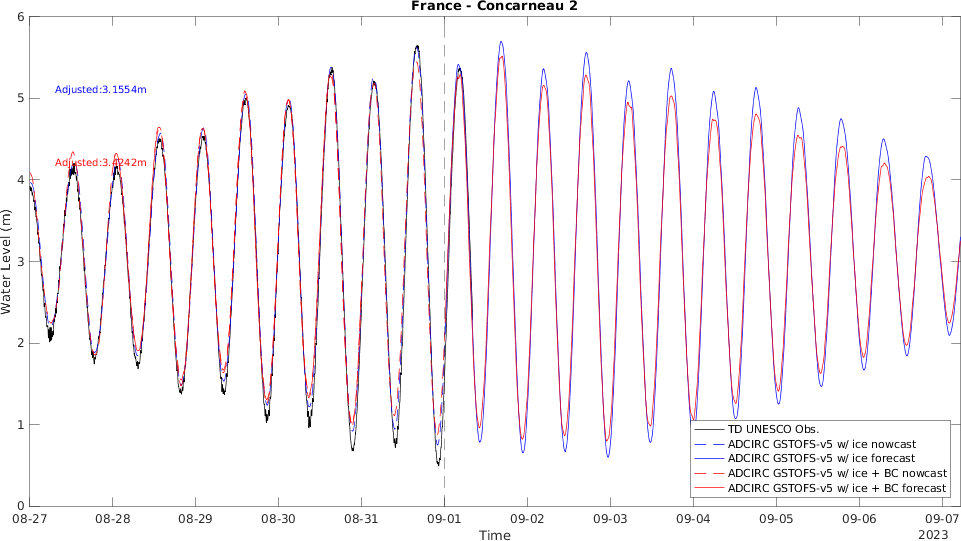 France - Concarneau 2
Water Level (m)
6
5
4
3
2
1
0
Adjusted:3.1554m
Adjusted:3.4242m
TD UNESCO Obs.
ADCIRC GSTOFS-v5 w/ ice nowcast
ADCIRC GSTOFS-v5 w/ ice forecast
ADCIRC GSTOFS-v5 w/ ice + BC nowcast
ADCIRC GSTOFS-v5 w/ ice + BC forecast
08-27 08-28 08-29 08-30 08-31 09-01 09-02 09-03 09-04 09-05 09-06 09-07
Time
2023